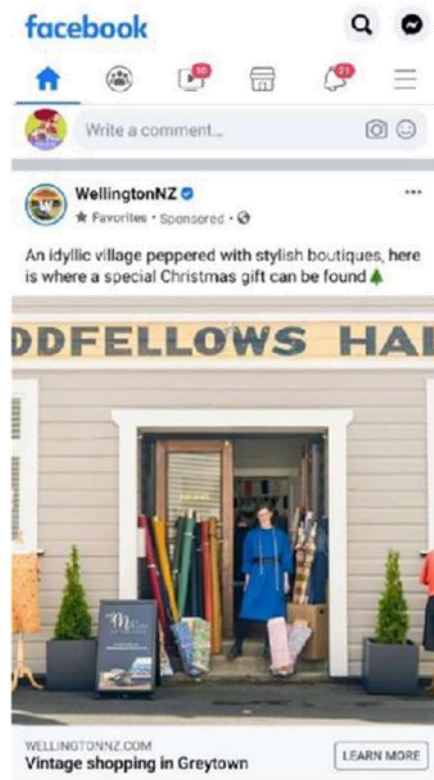 facebook
10
21
Write a comment...
WellingtonNZ
Favorites · Sponsored ·
An idyllic village peppered with stylish boutiques, here
is where a special Christmas gift can be found
DDFELLOWS HAL
WELLINGTONNZ.COM
Vintage shopping in Greytown
LEARN MORE